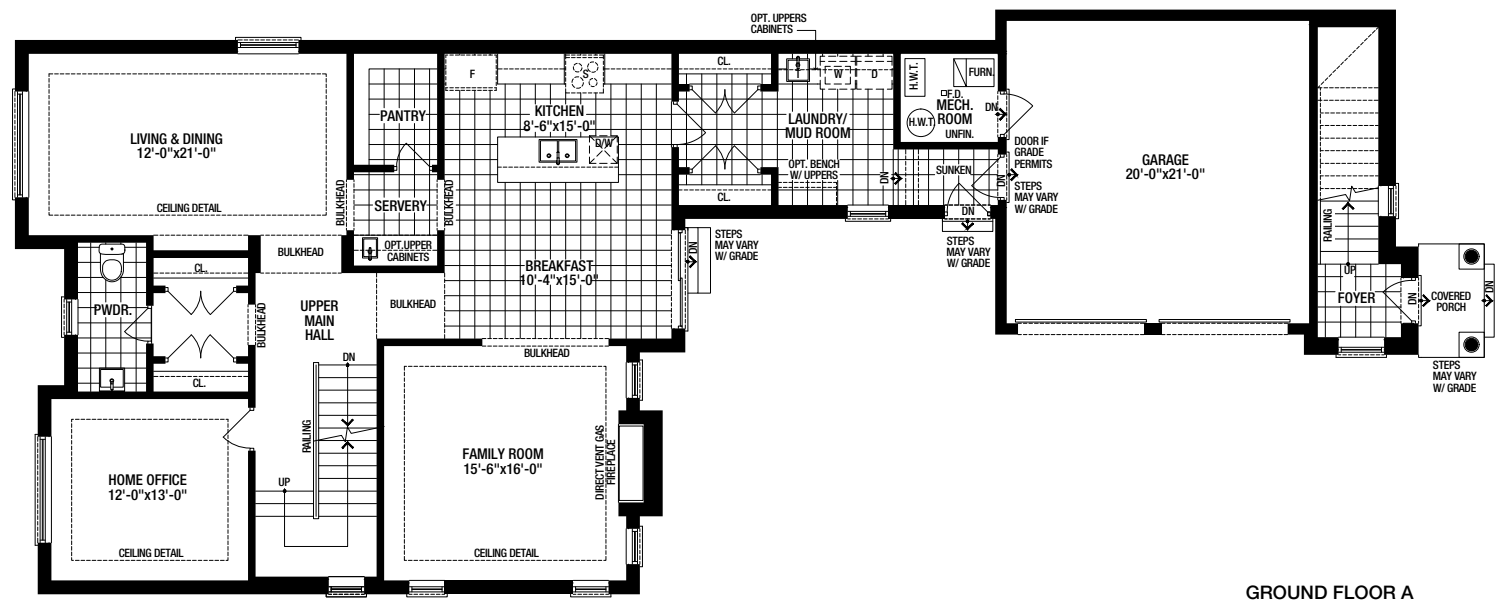 OPT. UPPERS
CABINETS
CL.
F
S
W
D
H.W.T.
FURN.
F.D.
MECH.
ROOM
H.W.T
UNFIN.
DN
PANTRY
KITCHEN
8'-6"x15'-0"
D/W
LAUNDRY/
MUD ROOM
LIVING & DINING
12'-0"x21'-0"
CEILING DETAIL
DOOR IF
GRADE
PERMITS
DN
STEPS
MAY VARY
W/ GRADE
GARAGE
20'-0"x21'-0"
OPT. BENCH
W/ UPPERS
DN
SUNKEN
DN
STEPS
MAY VARY
W/ GRADE
CL.
BULKHEAD
SERVERY
BULKHEAD
OPT.UPPER
CABINETS
BULKHEAD
DN
STEPS
MAY VARY
W/ GRADE
BREAKFAST
10'-4"x15'-0"
BULKHEAD
RAILING
UP
FOYER
DN
COVERED
PORCH
DN
STEPS
MAY VARY
W/ GRADE
CL.
PWDR.
BULKHEAD
UPPER
MAIN
HALL
CL.
DN
BULKHEAD
RAILING
UP
FAMILY ROOM
15'-6"x16'-0"
DIRECT VENT GAS
FIREPLACE
CEILING DETAIL
HOME OFFICE
12'-0"x13'-0"
CEILING DETAIL
GROUND FLOOR A